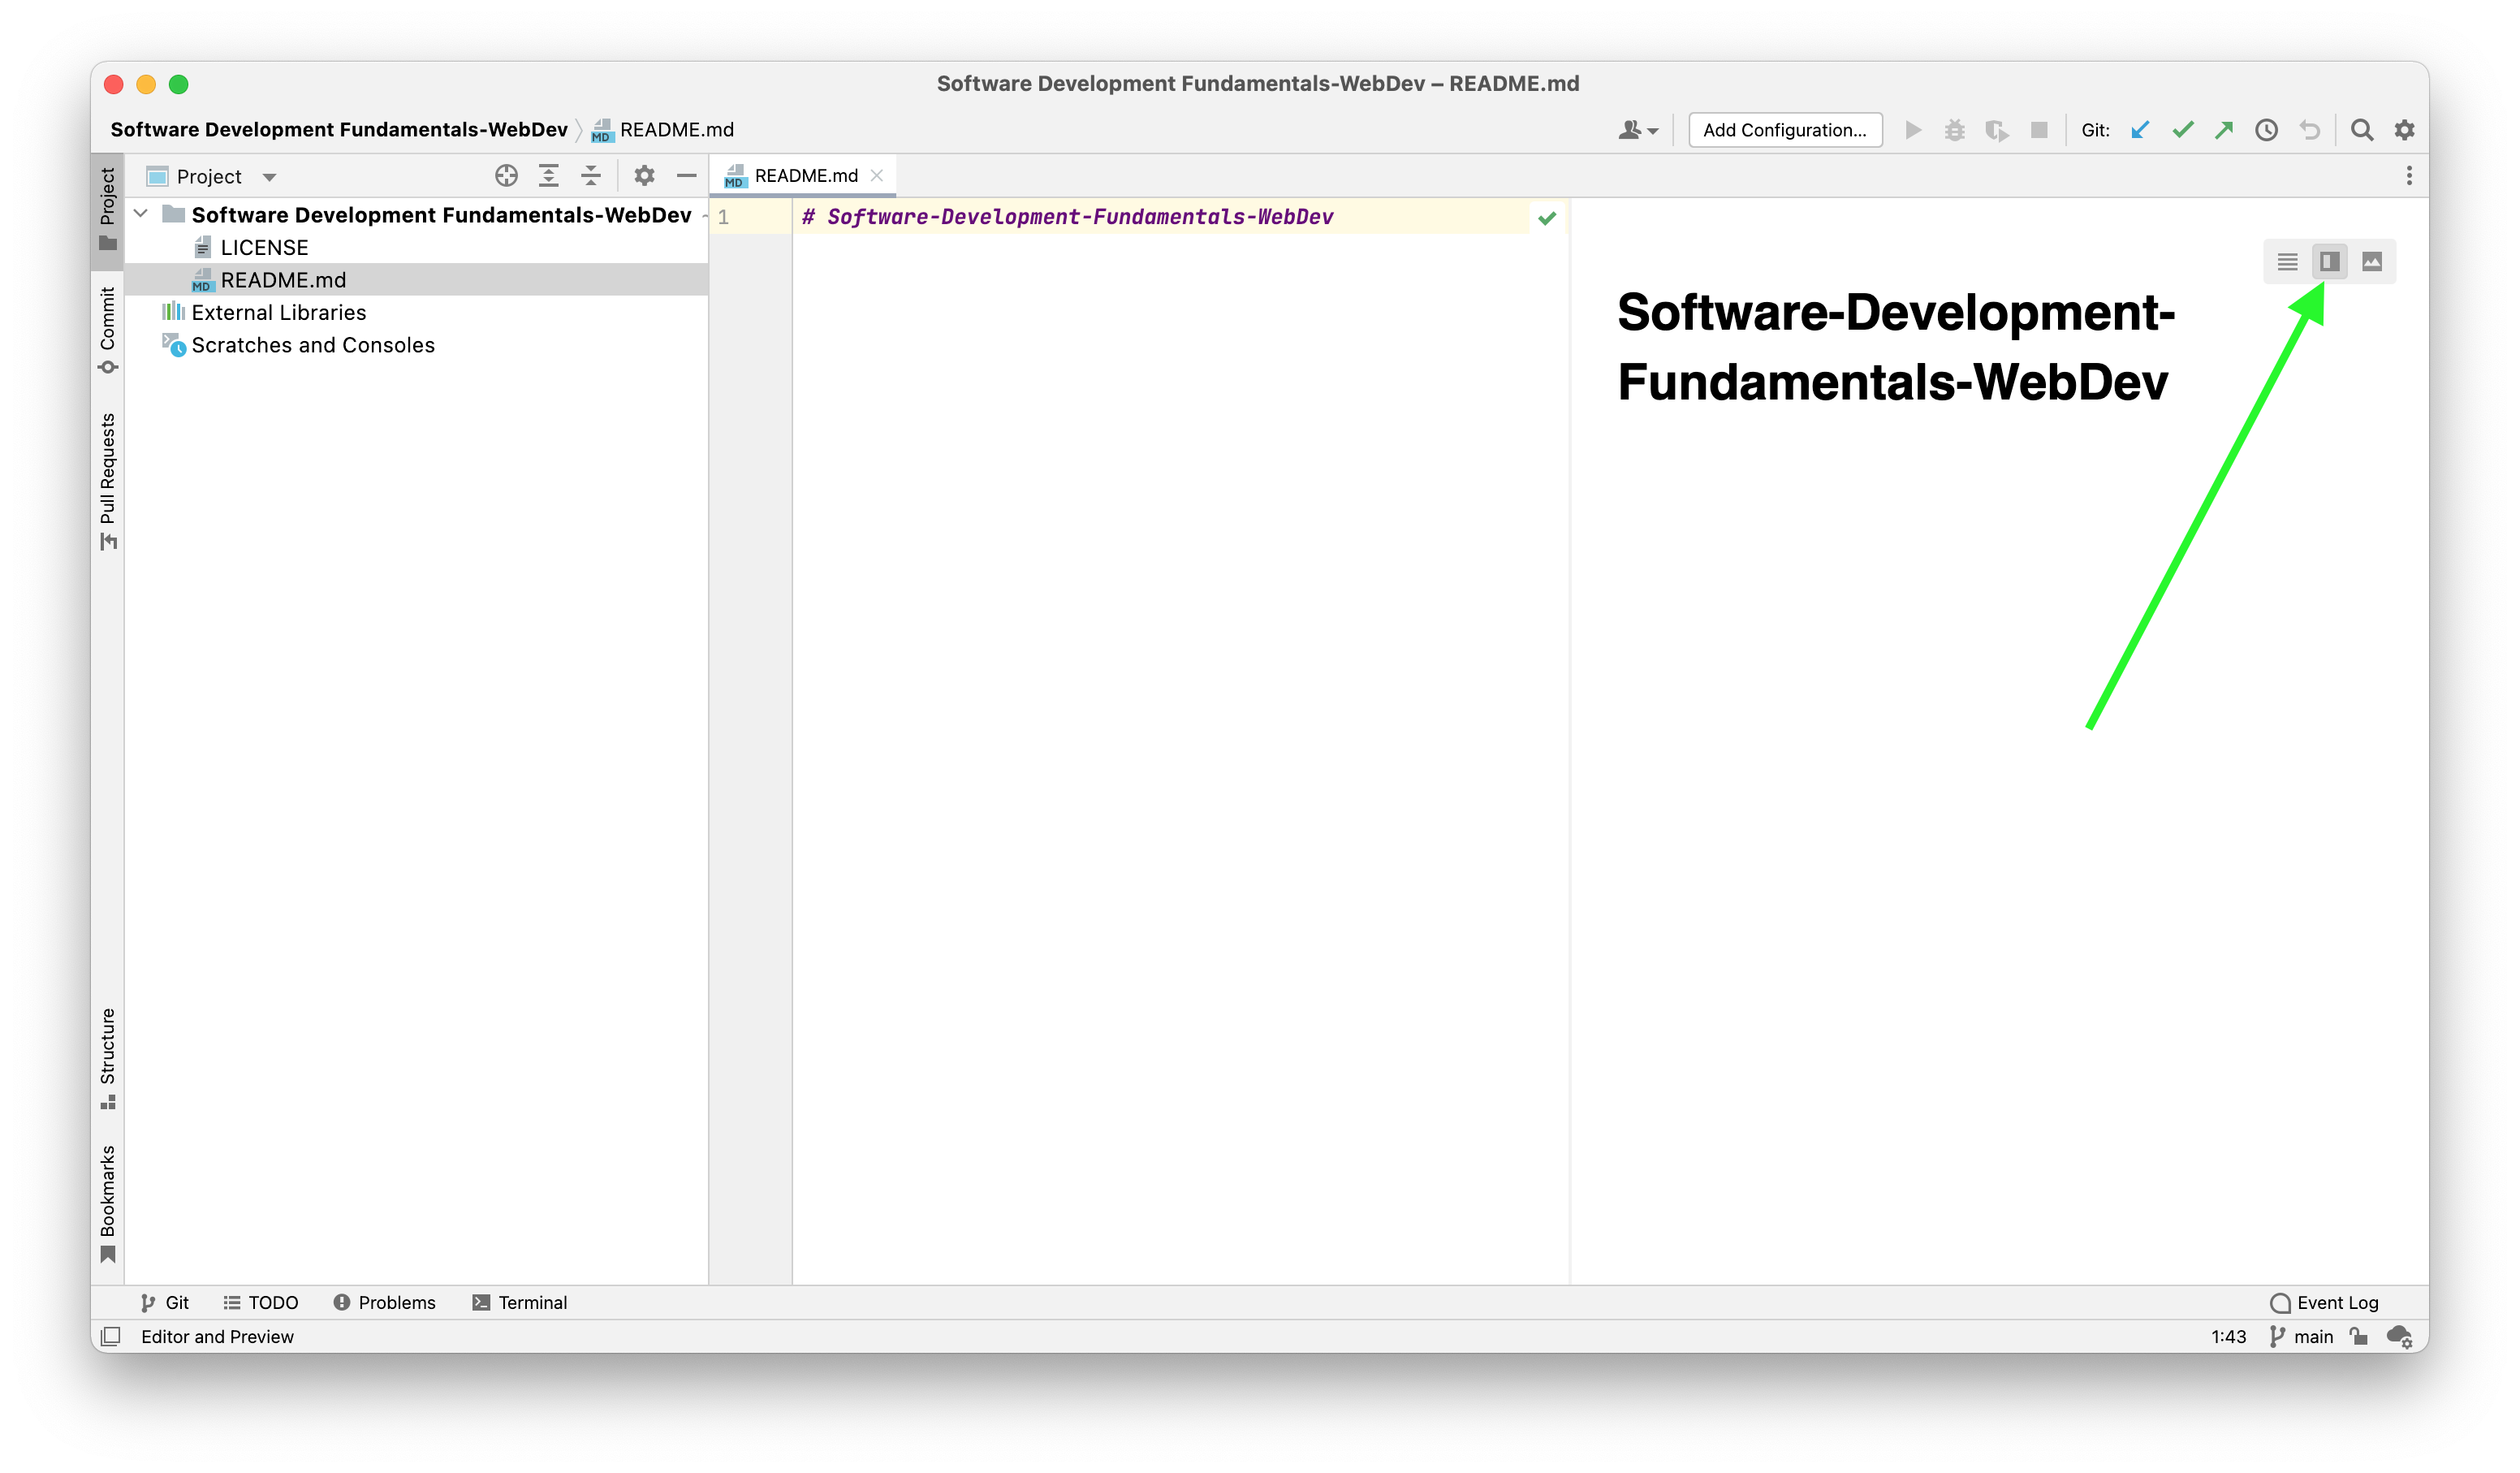 Software Development Fundamentals-WebDev – README.md
Software Development Fundamentals-WebDev
MD README.md
Add Configuration...
Git:
Project
Project
MD README.md
Software Development Fundamentals-WebDev
LICENSE
MD README.md
External Libraries
Scratches and Consoles
Commit
Pull Requests
Structure
Bookmarks
1
# Software-Development-Fundamentals-WebDev
Software-Development-
Fundamentals-WebDev
Git
TODO
Problems
Terminal
Event Log
Editor and Preview
1:43
main